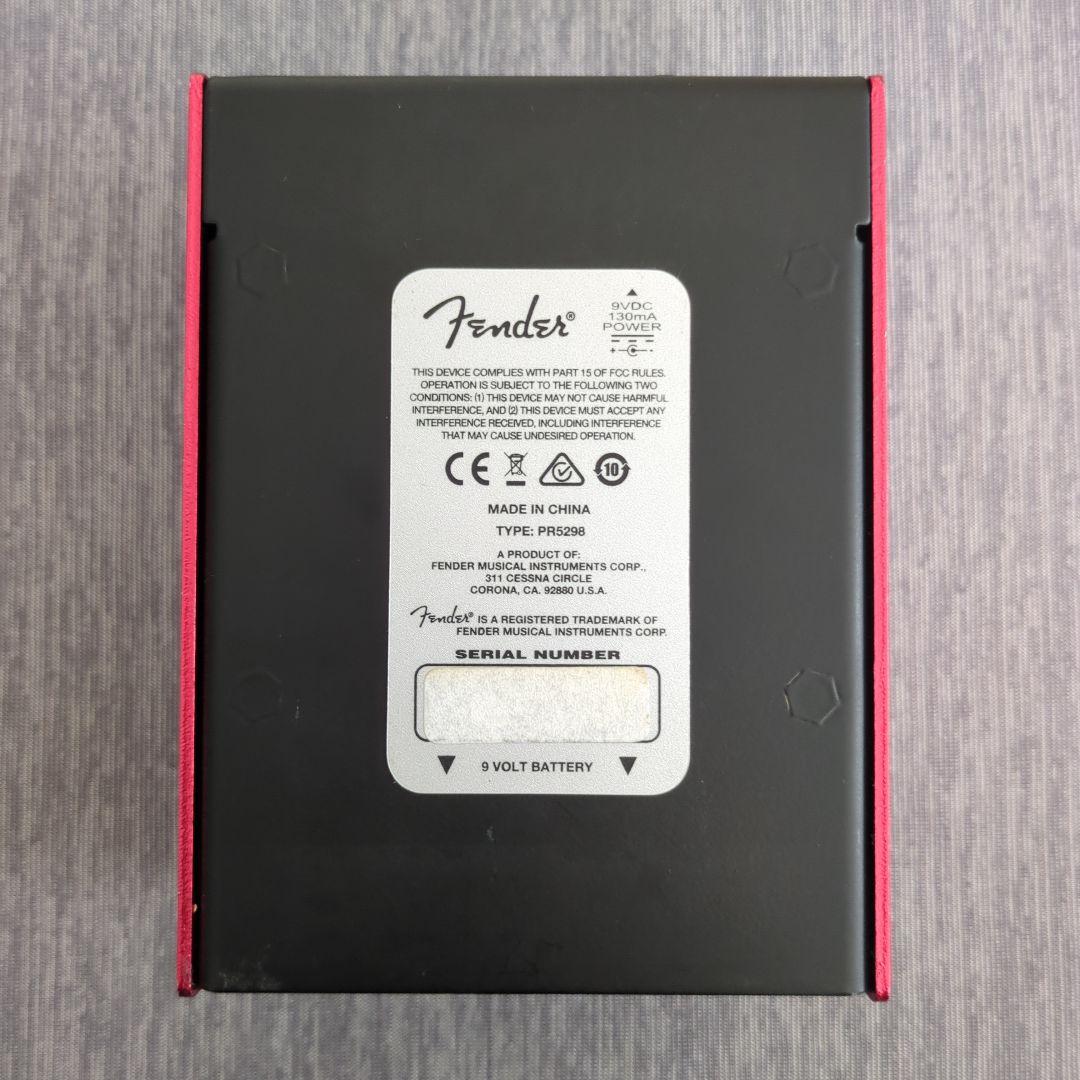 Fender®
9VDC
130mA
POWER
+ -
THIS DEVICE COMPLIES WITH PART 15 OF FCC RULES.
OPERATION IS SUBJECT TO THE FOLLOWING TWO
CONDITIONS: (1) THIS DEVICE MAY NOT CAUSE HARMFUL
INTERFERENCE, AND (2) THIS DEVICE MUST ACCEPT ANY
INTERFERENCE RECEIVED, INCLUDING INTERFERENCE
THAT MAY CAUSE UNDESIRED OPERATION.
CE 10
MADE IN CHINA
TYPE: PR5298
A PRODUCT OF:
FENDER MUSICAL INSTRUMENTS CORP.,
311 CESSNA CIRCLE
CORONA, CA. 92880 U.S.A.
Fender® IS A REGISTERED TRADEMARK OF
FENDER MUSICAL INSTRUMENTS CORP.
SERIAL NUMBER
9 VOLT BATTERY